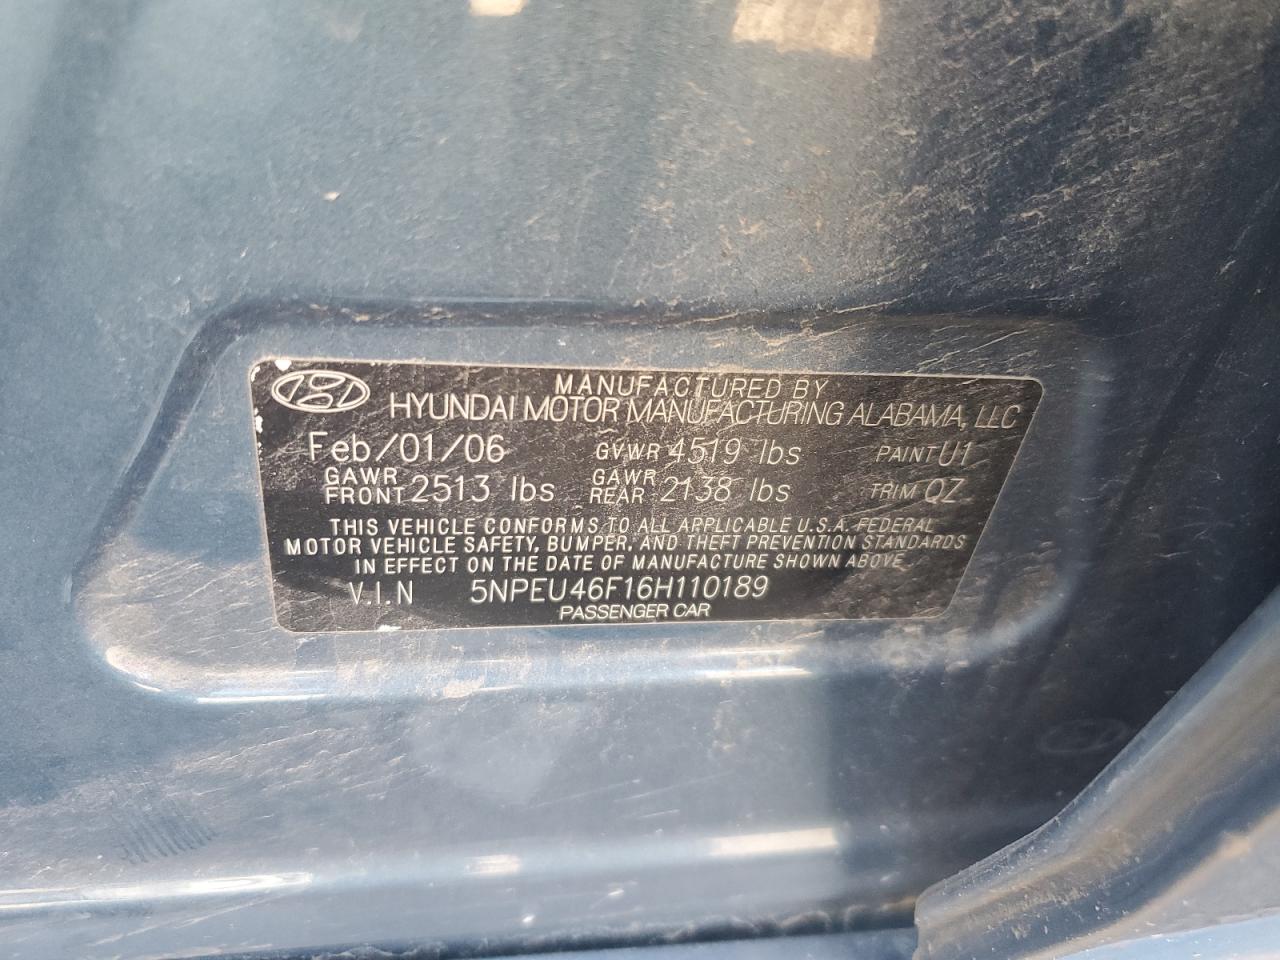 MANUFACTURED BY
HYUNDAI MOTOR MANUFACTURING ALABAMA, LLC
Feb/01/06 GVWR 4519 lbs PAINT U1
GAWR FRONT 2513 lbs GAWR REAR 2138 lbs TRIM QZ
THIS VEHICLE CONFORMS TO ALL APPLICABLE U.S.A. FEDERAL
MOTOR VEHICLE SAFETY, BUMPER, AND THEFT PREVENTION STANDARDS
IN EFFECT ON THE DATE OF MANUFACTURE SHOWN ABOVE
V.I.N 5NPEU46F16H110189
PASSENGER CAR